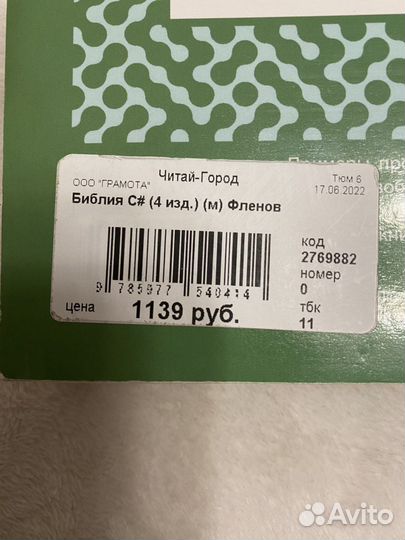 Читай-Город
ООО "ГРАМОТА"
Тюм 6
17.06.2022
Библия C# (4 изд.) (м) Фленов
код
2769882
номер
0
9 785977 540414
цена
1139 руб.
тбк
11
Avito